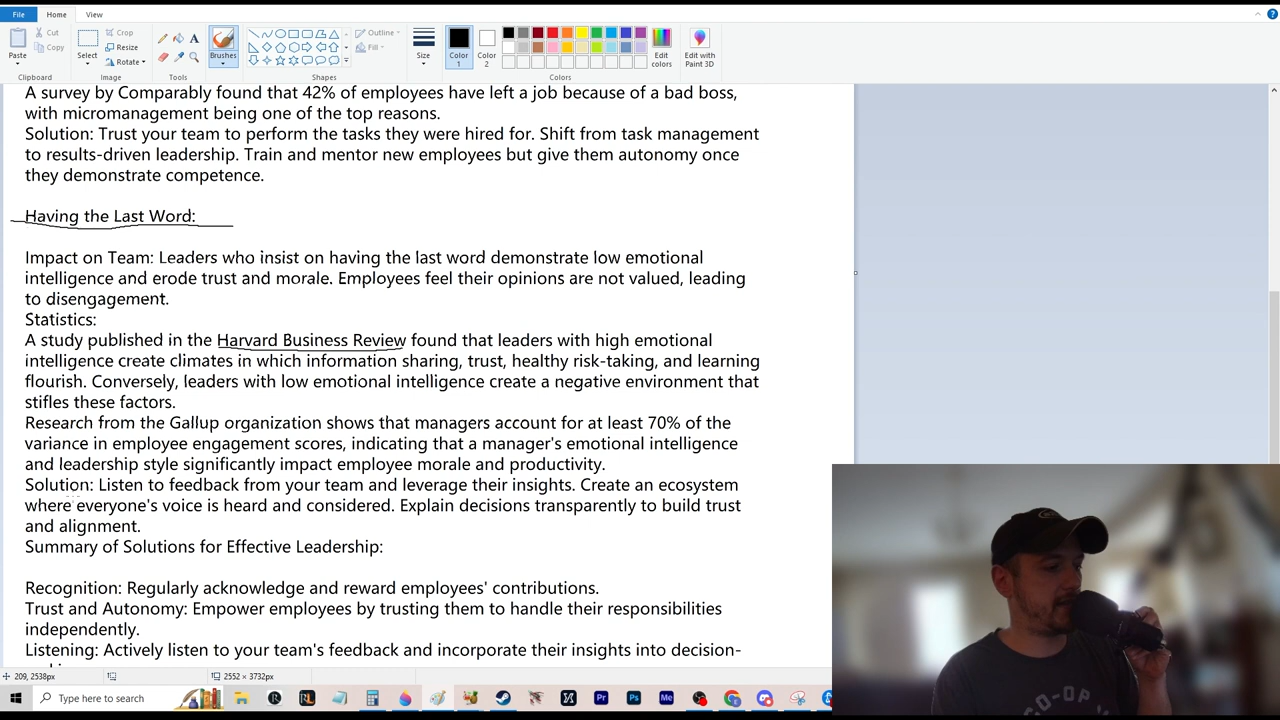 File
Home
View
Paste
Cut
Copy
Clipboard
Select
Crop
Resize
Rotate
Image
A
Tools
Brushes
Shapes
Outline
Fill
Size
Color 1
Color 2
Edit colors
Colors
Edit with Paint 3D
A survey by Comparably found that 42% of employees have left a job because of a bad boss,
with micromanagement being one of the top reasons.
Solution: Trust your team to perform the tasks they were hired for. Shift from task management
to results-driven leadership. Train and mentor new employees but give them autonomy once
they demonstrate competence.
Having the Last Word:
Impact on Team: Leaders who insist on having the last word demonstrate low emotional
intelligence and erode trust and morale. Employees feel their opinions are not valued, leading
to disengagement.
Statistics:
A study published in the Harvard Business Review found that leaders with high emotional
intelligence create climates in which information sharing, trust, healthy risk-taking, and learning
flourish. Conversely, leaders with low emotional intelligence create a negative environment that
stifles these factors.
Research from the Gallup organization shows that managers account for at least 70% of the
variance in employee engagement scores, indicating that a manager's emotional intelligence
and leadership style significantly impact employee morale and productivity.
Solution: Listen to feedback from your team and leverage their insights. Create an ecosystem
where everyone's voice is heard and considered. Explain decisions transparently to build trust
and alignment.
Summary of Solutions for Effective Leadership:
Recognition: Regularly acknowledge and reward employees' contributions.
Trust and Autonomy: Empower employees by trusting them to handle their responsibilities
independently.
Listening: Actively listen to your team's feedback and incorporate their insights into decision-
CO-OP
209, 2538px
2552 × 3732px
Type here to search
Pr
Ps
Me